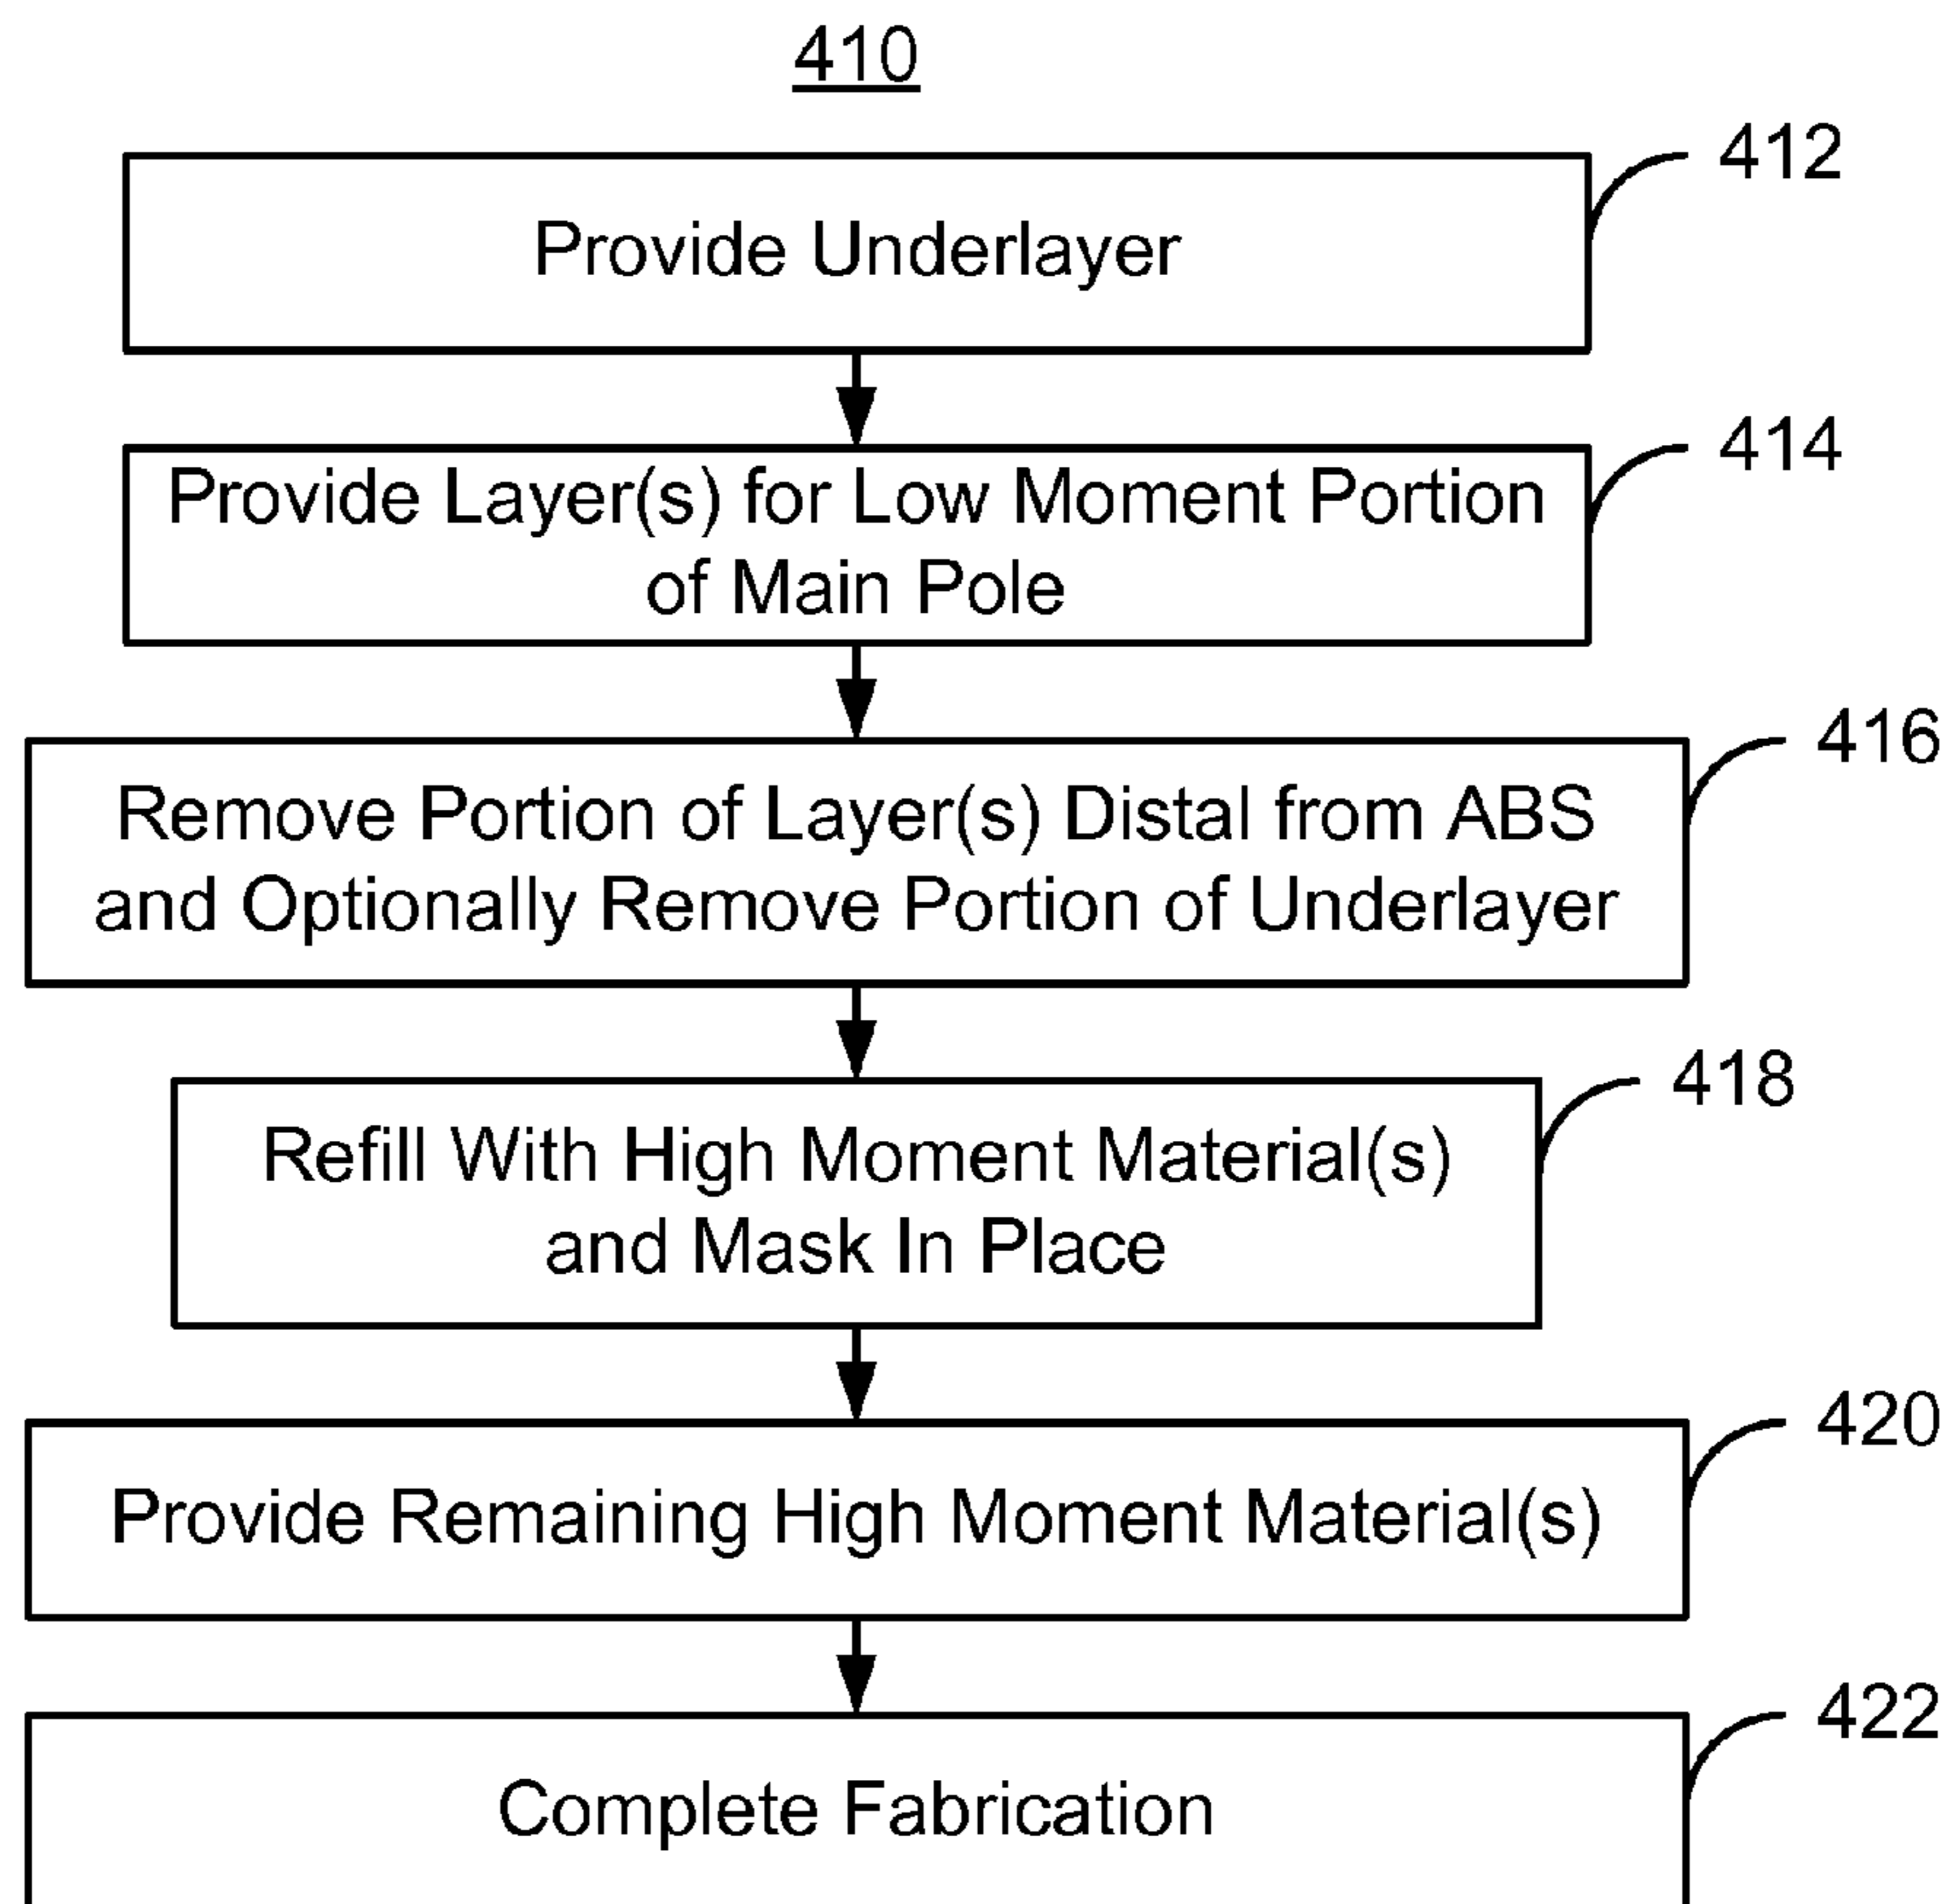 410
412
Provide Underlayer
414
Provide Layer(s) for Low Moment Portion
of Main Pole
416
Remove Portion of Layer(s) Distal from ABS
and Optionally Remove Portion of Underlayer
418
Refill With High Moment Material(s)
and Mask In Place
420
Provide Remaining High Moment Material(s)
422
Complete Fabrication